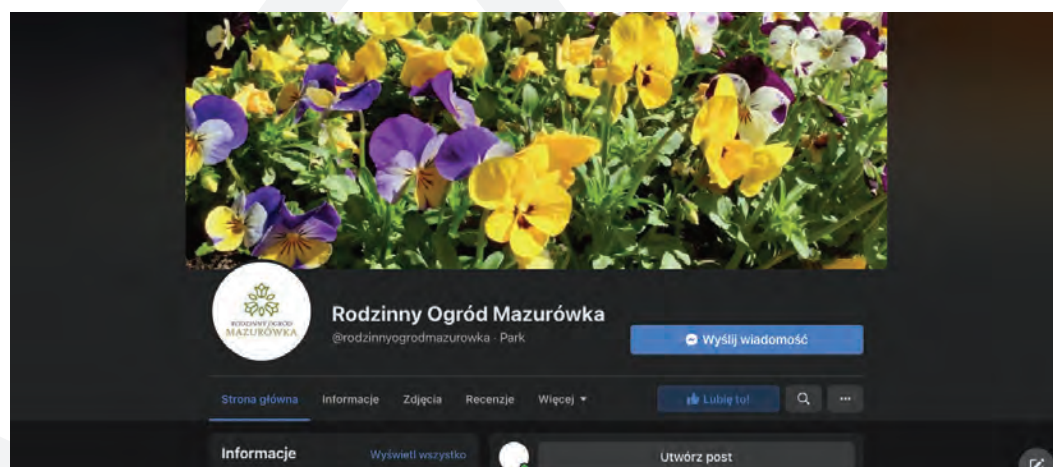 RODZINNY OGRÓD
MAZURÓWKA
Rodzinny Ogród Mazurówka
@rodzinnyogrodmazurowka · Park
Wyślij wiadomość
Strona główna Informacje Zdjęcia Recenzje Więcej
Lubię to!
Informacje Wyświetl wszystko
Utwórz post